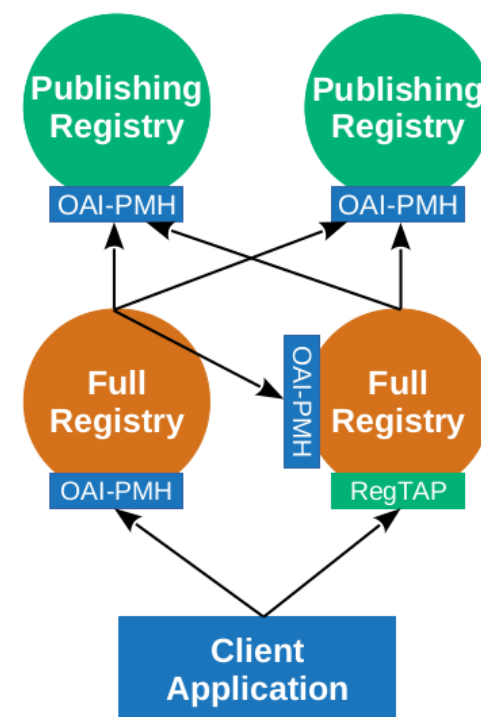 Publishing
Registry
Publishing
Registry
OAI-PMH
OAI-PMH
Full
Registry
OAI-PMH
Full
Registry
OAI-PMH
RegTAP
Client
Application